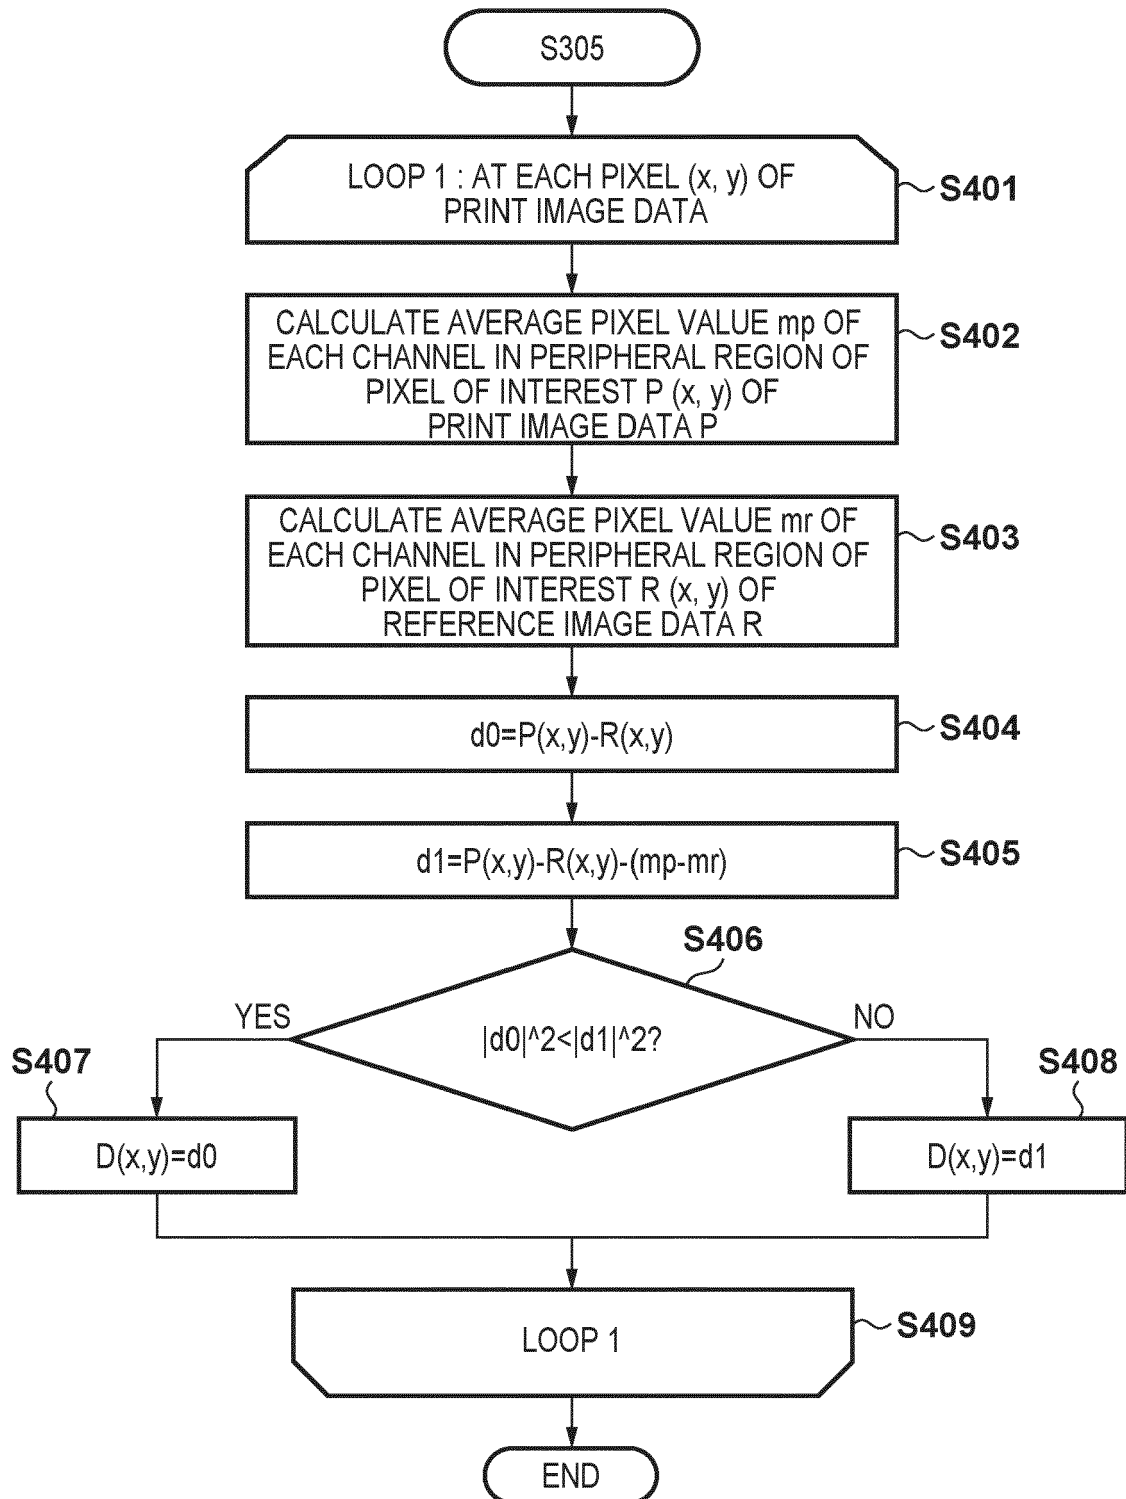 S305
LOOP 1 : AT EACH PIXEL (x, y) OF
PRINT IMAGE DATA
S401
CALCULATE AVERAGE PIXEL VALUE mp OF
EACH CHANNEL IN PERIPHERAL REGION OF
PIXEL OF INTEREST P (x, y) OF
PRINT IMAGE DATA P
S402
CALCULATE AVERAGE PIXEL VALUE mr OF
EACH CHANNEL IN PERIPHERAL REGION OF
PIXEL OF INTEREST R (x, y) OF
REFERENCE IMAGE DATA R
S403
d0=P(x,y)-R(x,y)
S404
d1=P(x,y)-R(x,y)-(mp-mr)
S405
S406
|d0|^2<|d1|^2?
YES
NO
S407
D(x,y)=d0
S408
D(x,y)=d1
LOOP 1
S409
END